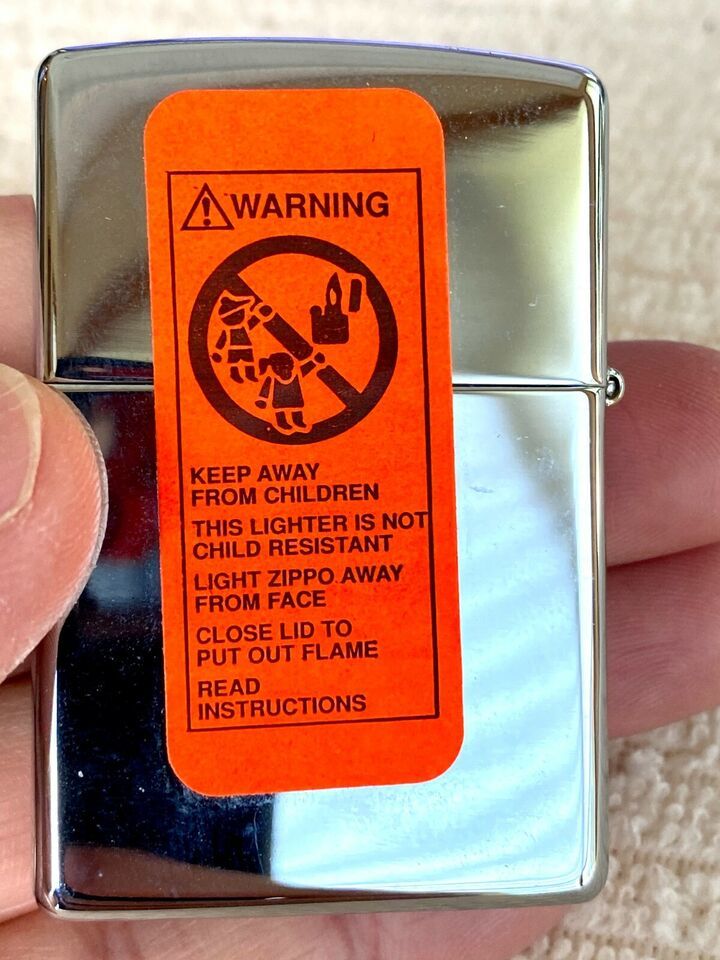 WARNING
KEEP AWAY
FROM CHILDREN
THIS LIGHTER IS NOT
CHILD RESISTANT
LIGHT ZIPPO AWAY
FROM FACE
CLOSE LID TO
PUT OUT FLAME
READ
INSTRUCTIONS